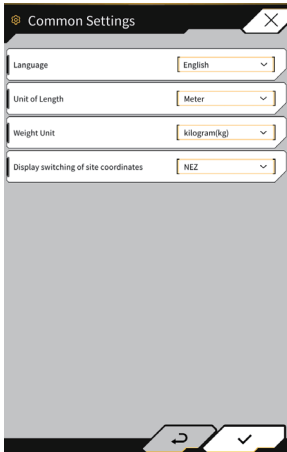 Common Settings
Language
English
Unit of Length
Meter
Weight Unit
kilogram(kg)
Display switching of site coordinates
NEZ